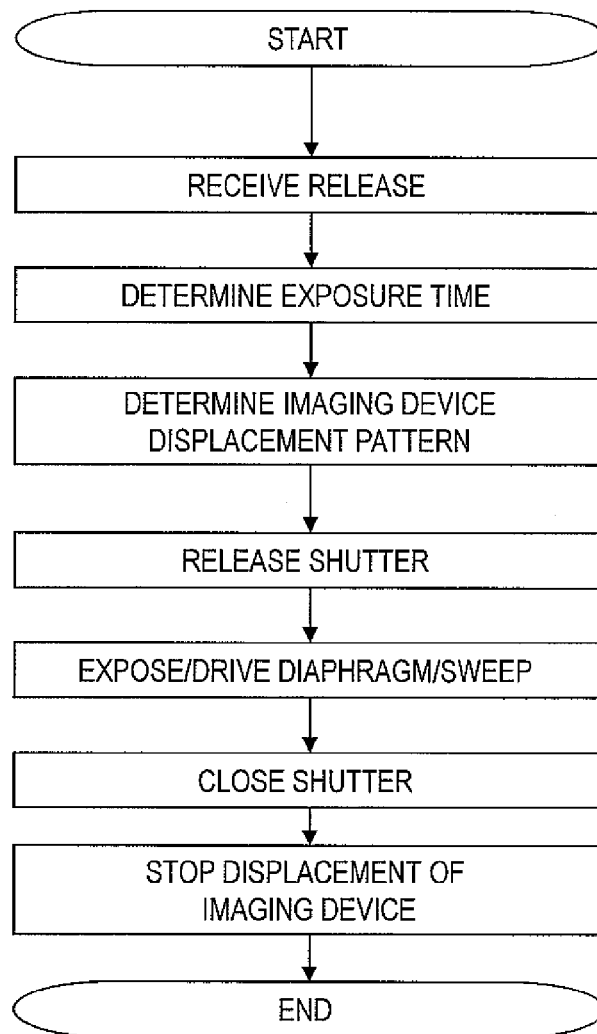 START
RECEIVE RELEASE
DETERMINE EXPOSURE TIME
DETERMINE IMAGING DEVICE
DISPLACEMENT PATTERN
RELEASE SHUTTER
EXPOSE/DRIVE DIAPHRAGM/SWEEP
CLOSE SHUTTER
STOP DISPLACEMENT OF
IMAGING DEVICE
END